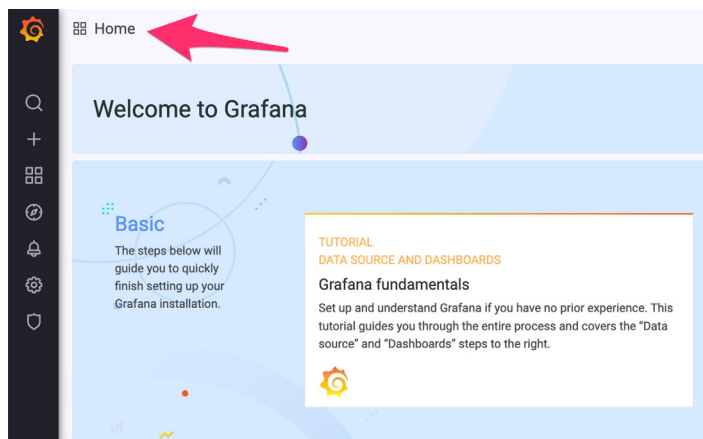 Home
Welcome to Grafana
Basic
The steps below will
guide you to quickly
finish setting up your
Grafana installation.
TUTORIAL
DATA SOURCE AND DASHBOARDS
Grafana fundamentals
Set up and understand Grafana if you have no prior experience. This
tutorial guides you through the entire process and covers the "Data
source" and "Dashboards" steps to the right.